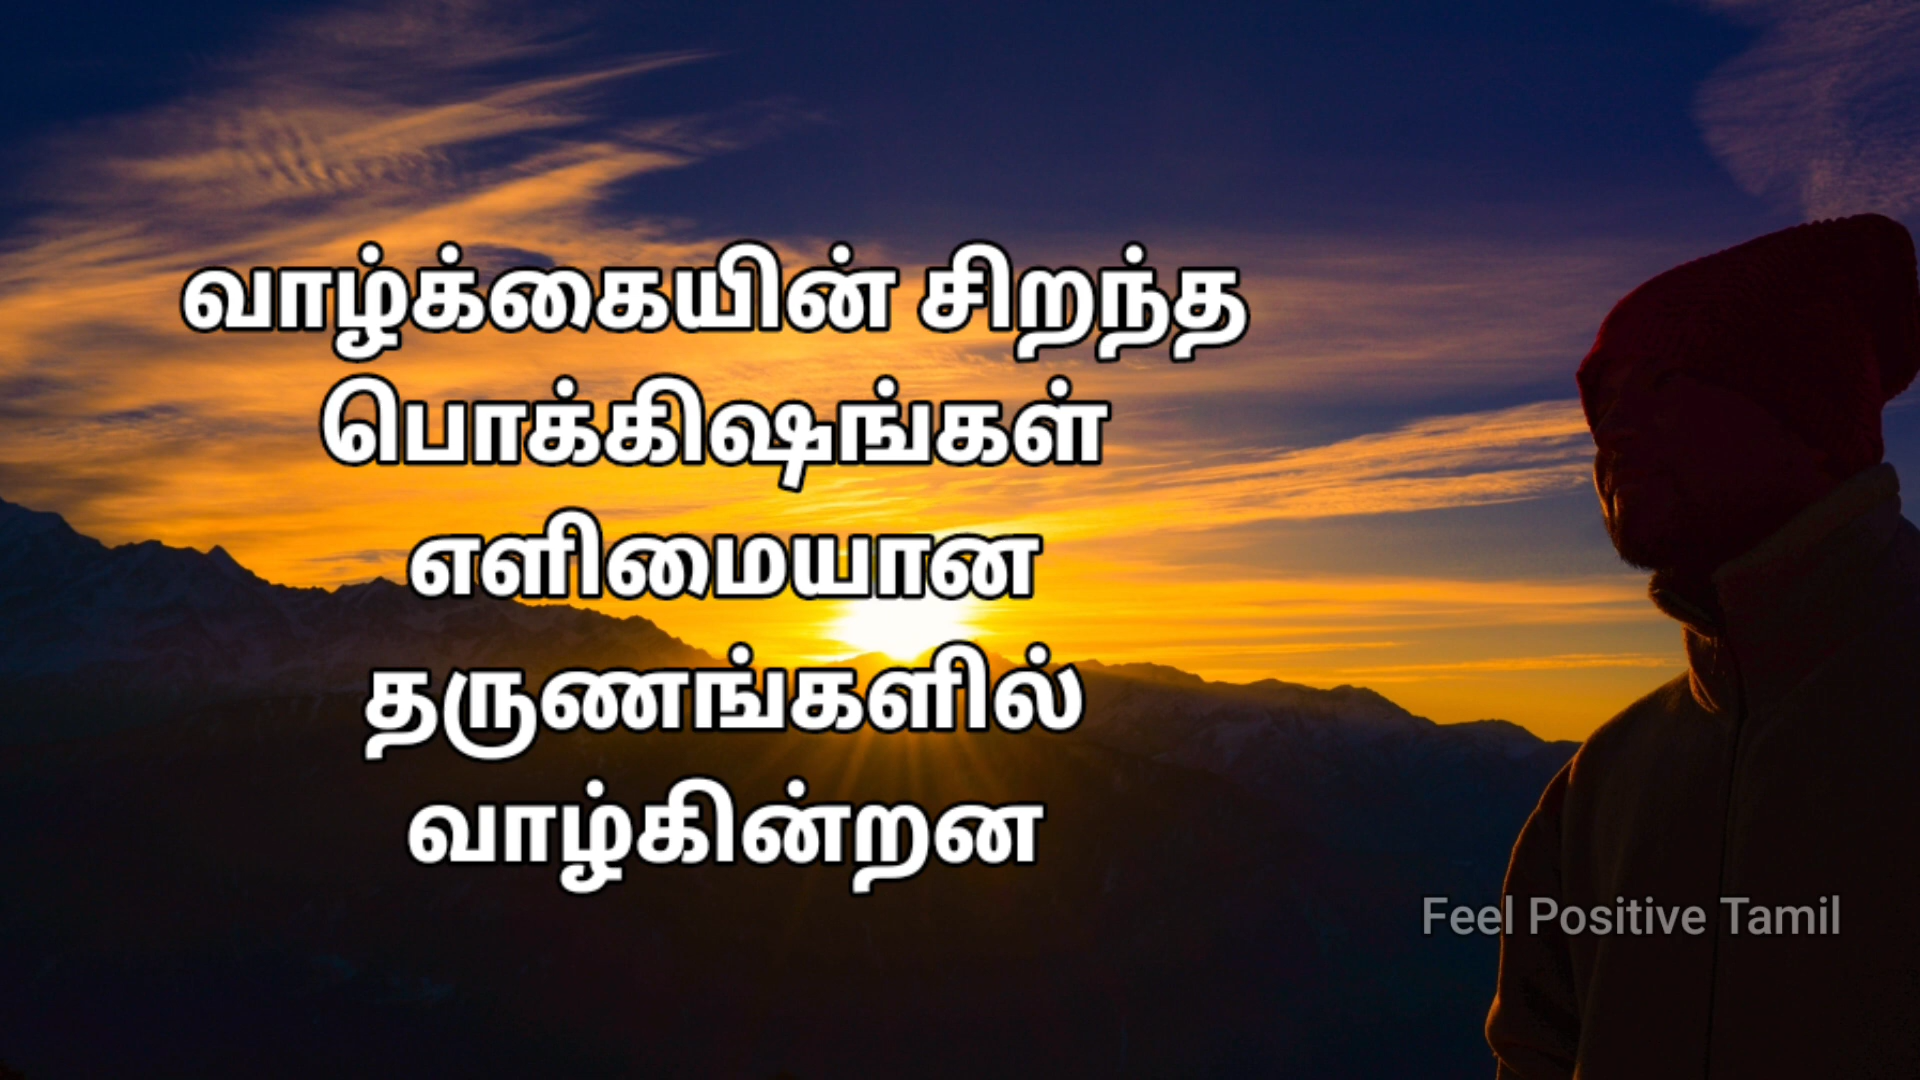 வாழ்க்கையின் சிறந்த
பொக்கிஷங்கள்
எளிமையான
தருணங்களில்
வாழ்கின்றன
Feel Positive Tamil